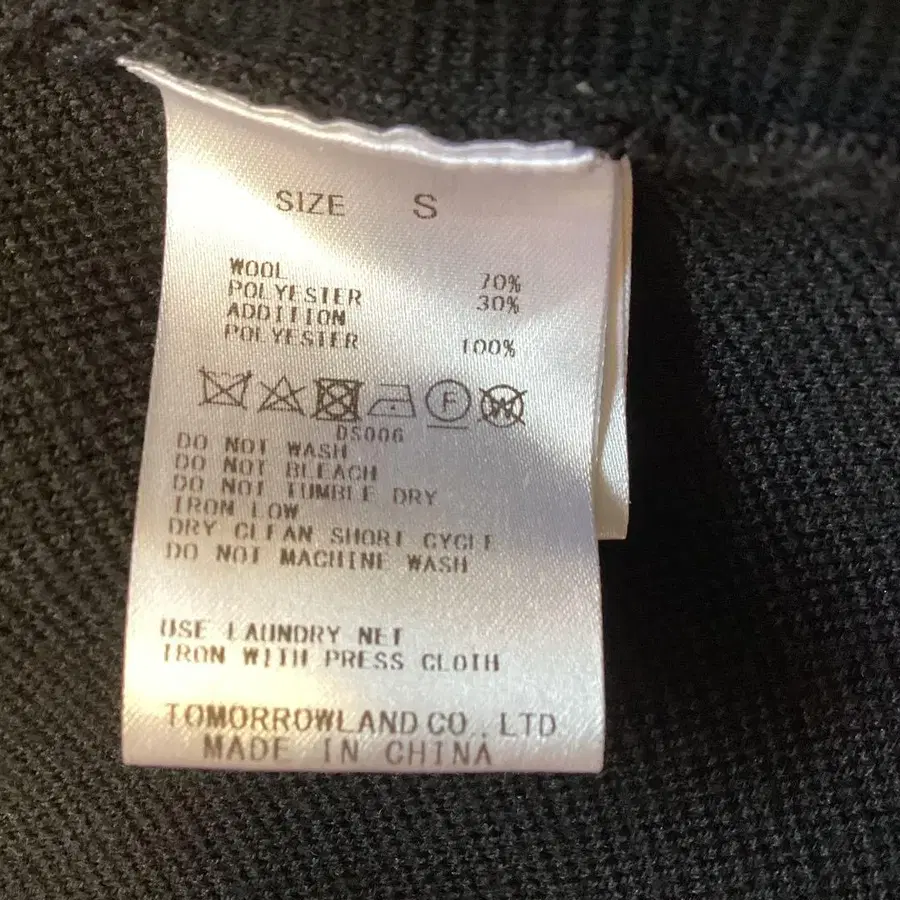 SIZE S
WOOL 70%
POLYESTER 30%
ADDITION
POLYESTER 100%
F W
DS006
DO NOT WASH
DO NOT BLEACH
DO NOT TUMBLE DRY
IRON LOW
DRY CLEAN SHORT CYCLE
DO NOT MACHINE WASH
USE LAUNDRY NET
IRON WITH PRESS CLOTH
TOMORROWLAND CO., LTD
MADE IN CHINA